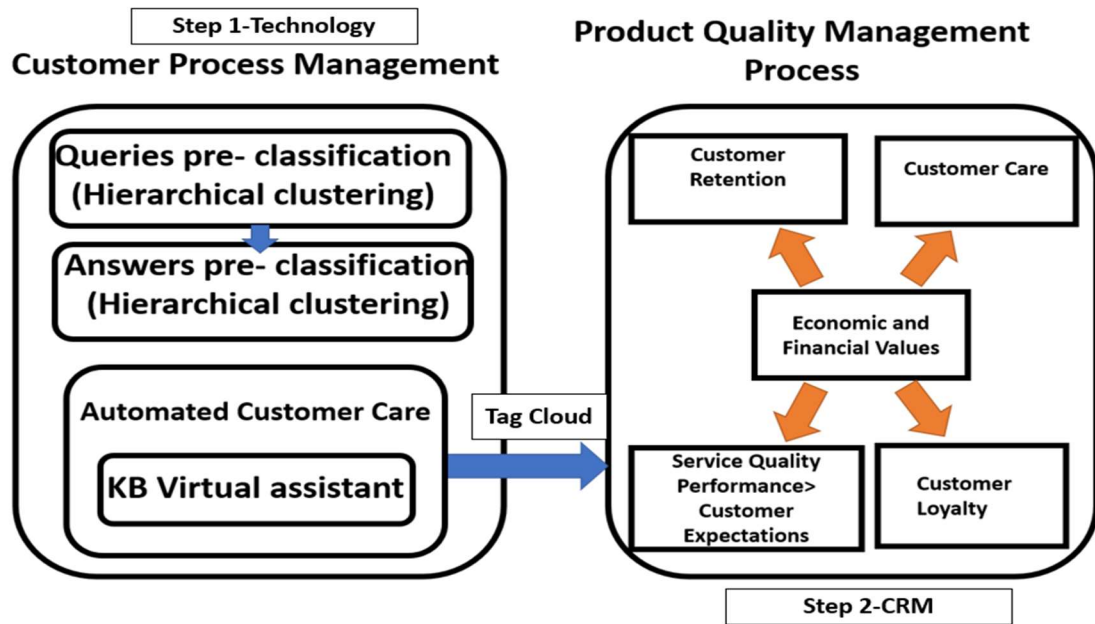 Step 1-Technology
Customer Process Management
Queries pre- classification
(Hierarchical clustering)
Answers pre- classification
(Hierarchical clustering)
Automated Customer Care
KB Virtual assistant
Tag Cloud
Product Quality Management
Process
Customer
Retention
Customer Care
Economic and
Financial Values
Service Quality
Performance>
Customer
Expectations
Customer
Loyalty
Step 2-CRM